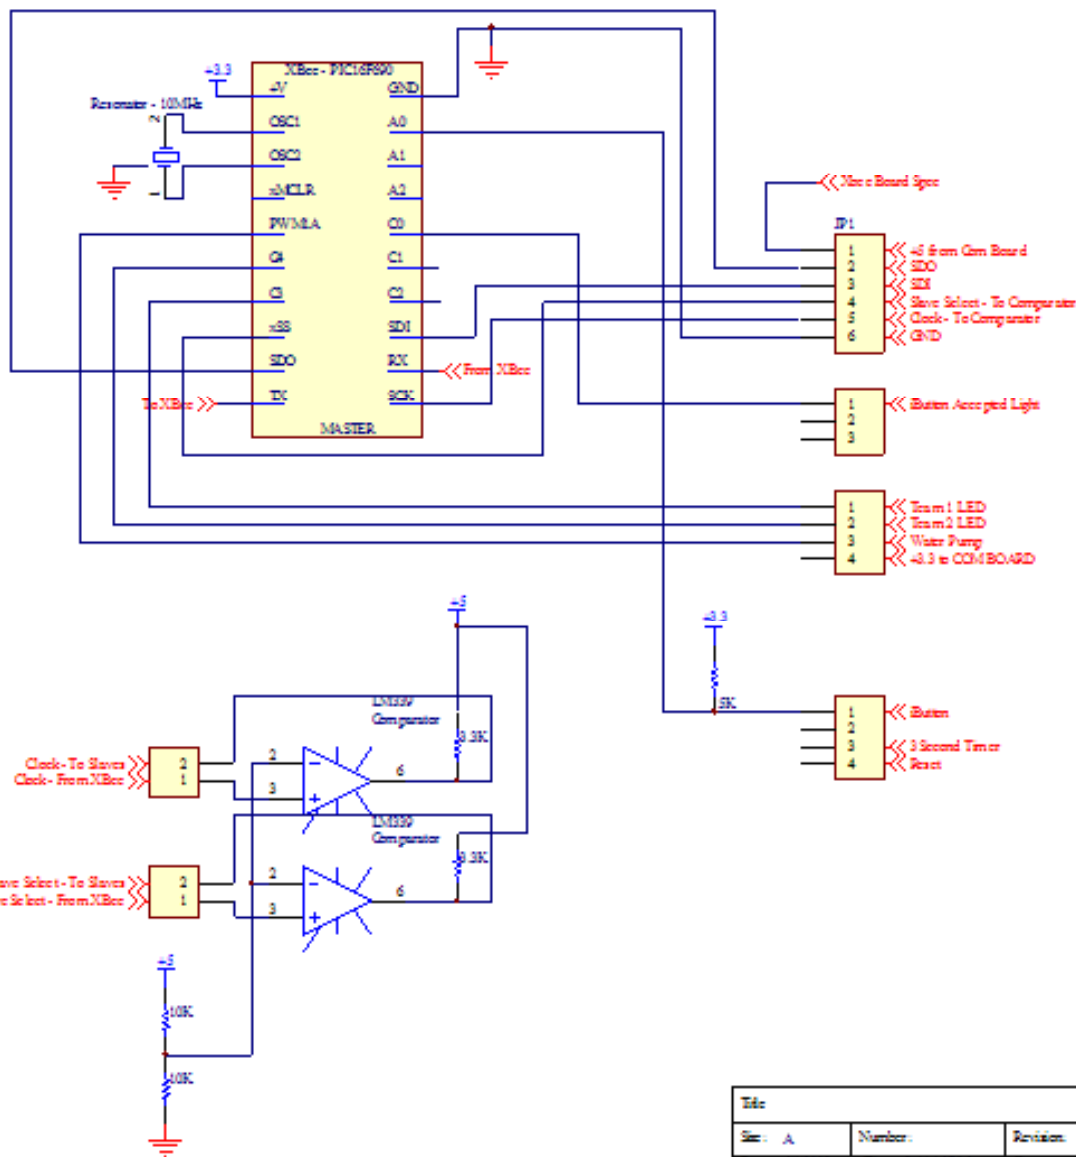 +3.3
XBee - PIC16F690
+V
GND
Resonator - 10MHz
2
1
OSC1
A0
OSC2
A1
xMCLR
A2
PWM1A
C0
C4
C1
C3
C2
xSS
SDI
SDO
RX
From XBee
To XBee
TX
SCK
MASTER
Xbee Board Spec
JP1
1 +5 from Com Board
2 SDO
3 SDI
4 Slave Select - To Comparator
5 Clock - To Comparator
6 GND
1 iButton Accepted Light
2
3
1 Team 1 LED
2 Team 2 LED
3 Water Pump
4 +3.3 to COM BOARD
+5
+3.3
5K
1 iButton
2
3 3 Second Timer
4 Reset
LM339
Comparator
3.3K
Clock - To Slaves 2
Clock - From XBee 1
2
3
6
LM339
Comparator
3.3K
ave Select - To Slaves 2
e Select - From XBee 1
2
3
6
+5
10K
10K
Title
Size: A
Number:
Revision: